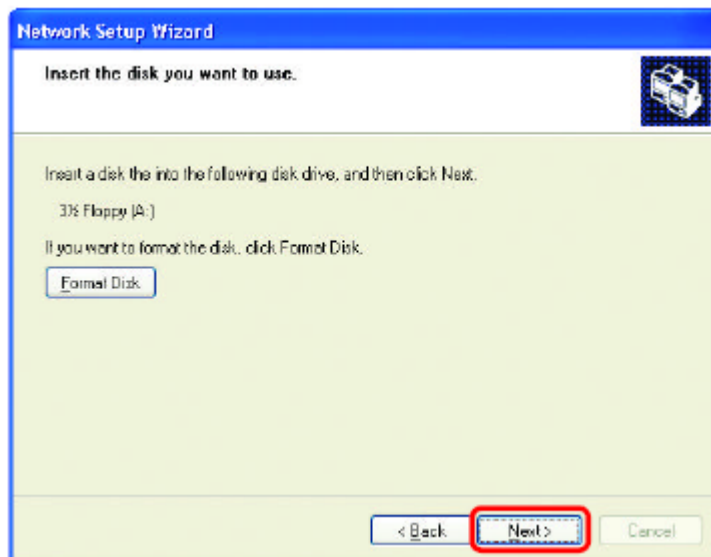 Network Setup Wizard
Insert the disk you want to use.
Insert a disk the into the following disk drive, and then click Next.
3½ Floppy (A:)
If you want to format the disk, click Format Disk.
Format Disk
< Back
Next >
Cancel